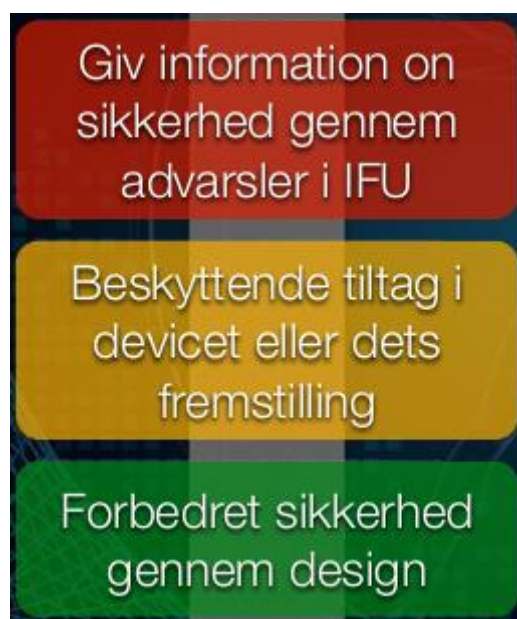 Giv information on
sikkerhed gennem
advarsler i IFU
Beskyttende tiltag i
devicet eller dets
fremstilling
Forbedret sikkerhed
gennem design